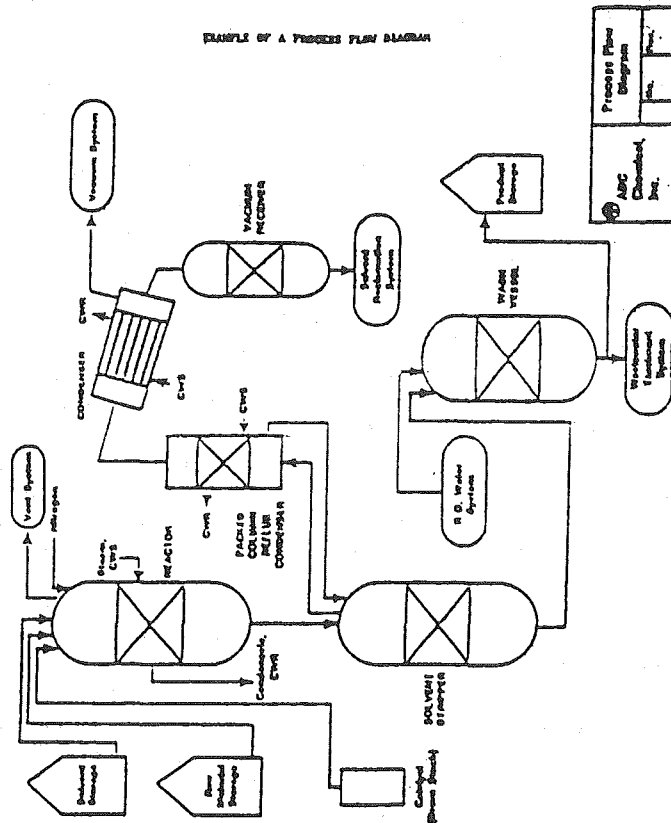 EXAMPLE OF A PROCESS FLOW DIAGRAM
Vacuum System
CWR
CONDENSER
CWS
VACUUM
RECEIVER
Solvent
Reclamation
System
Vent System
Nitrogen
Steam,
CWS
REACTOR
Condensate,
CWR
PACKED
COLUMN
REFLUX
CONDENSER
CWS
CWR
Solvent
Storage
Raw
Material
Storage
Catalyst
SOLVENT
STRIPPER
R.O. Water
System
WASH
VESSEL
Product
Storage
Wastewater
System
Process Flow
Diagram
ABC
Chemical,
Inc.